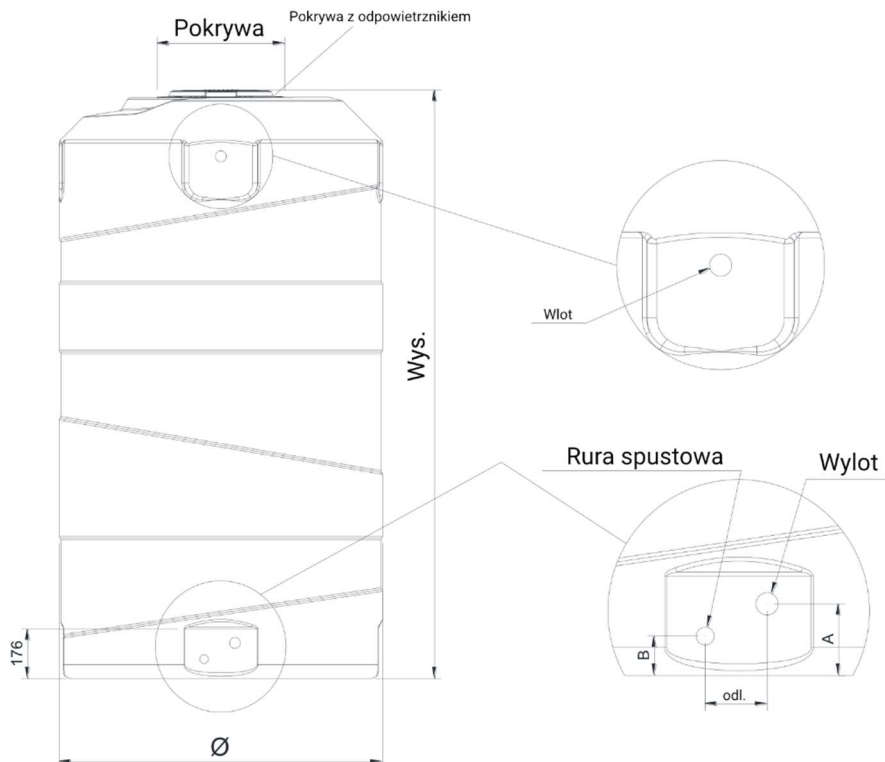 Pokrywa z odpowietrznikiem
Pokrywa
Wys.
Wlot
Rura spustowa
Wylot
176
A
B
odl.
Ø